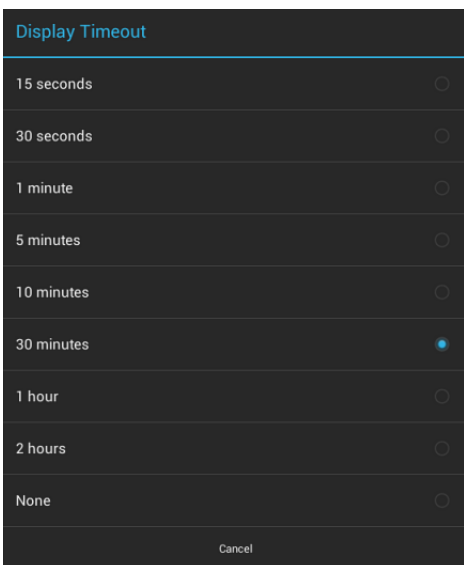 Display Timeout
15 seconds
30 seconds
1 minute
5 minutes
10 minutes
30 minutes
1 hour
2 hours
None
Cancel